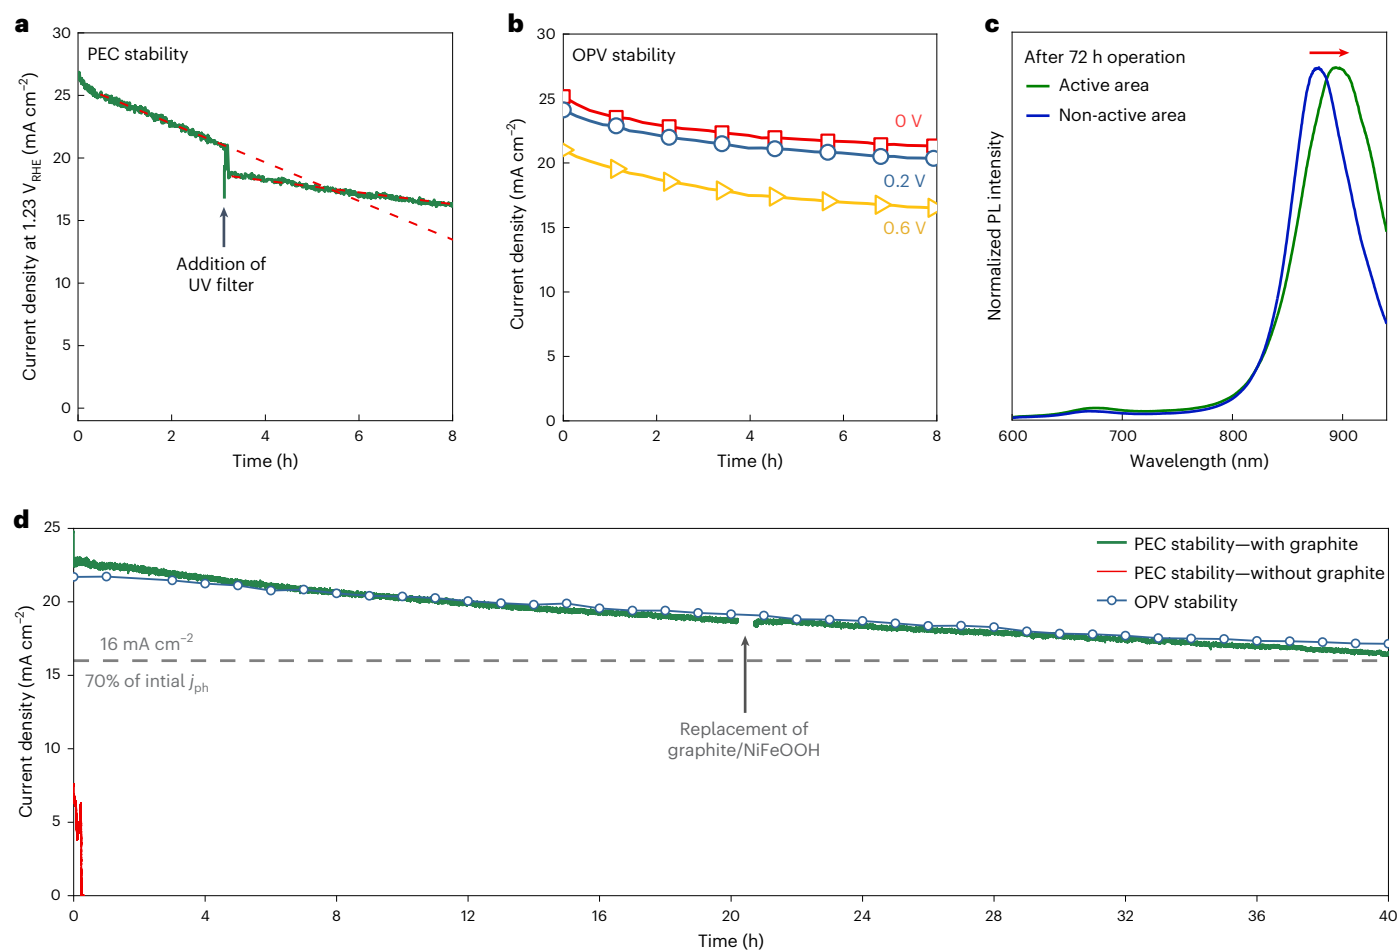 a
PEC stability
Current density at 1.23 V_RHE (mA cm⁻²)
30
25
20
15
10
5
0
Addition of
UV filter
0 2 4 6 8
Time (h)
b
OPV stability
Current density (mA cm⁻²)
30
25
20
15
10
5
0
0 V
0.2 V
0.6 V
0 2 4 6 8
Time (h)
c
After 72 h operation
Active area
Non-active area
Normalized PL intensity
600 700 800 900
Wavelength (nm)
d
Current density (mA cm⁻²)
25
20
15
10
5
0
PEC stability—with graphite
PEC stability—without graphite
OPV stability
16 mA cm⁻²
70% of intial j_ph
Replacement of
graphite/NiFeOOH
0 4 8 12 16 20 24 28 32 36 40
Time (h)